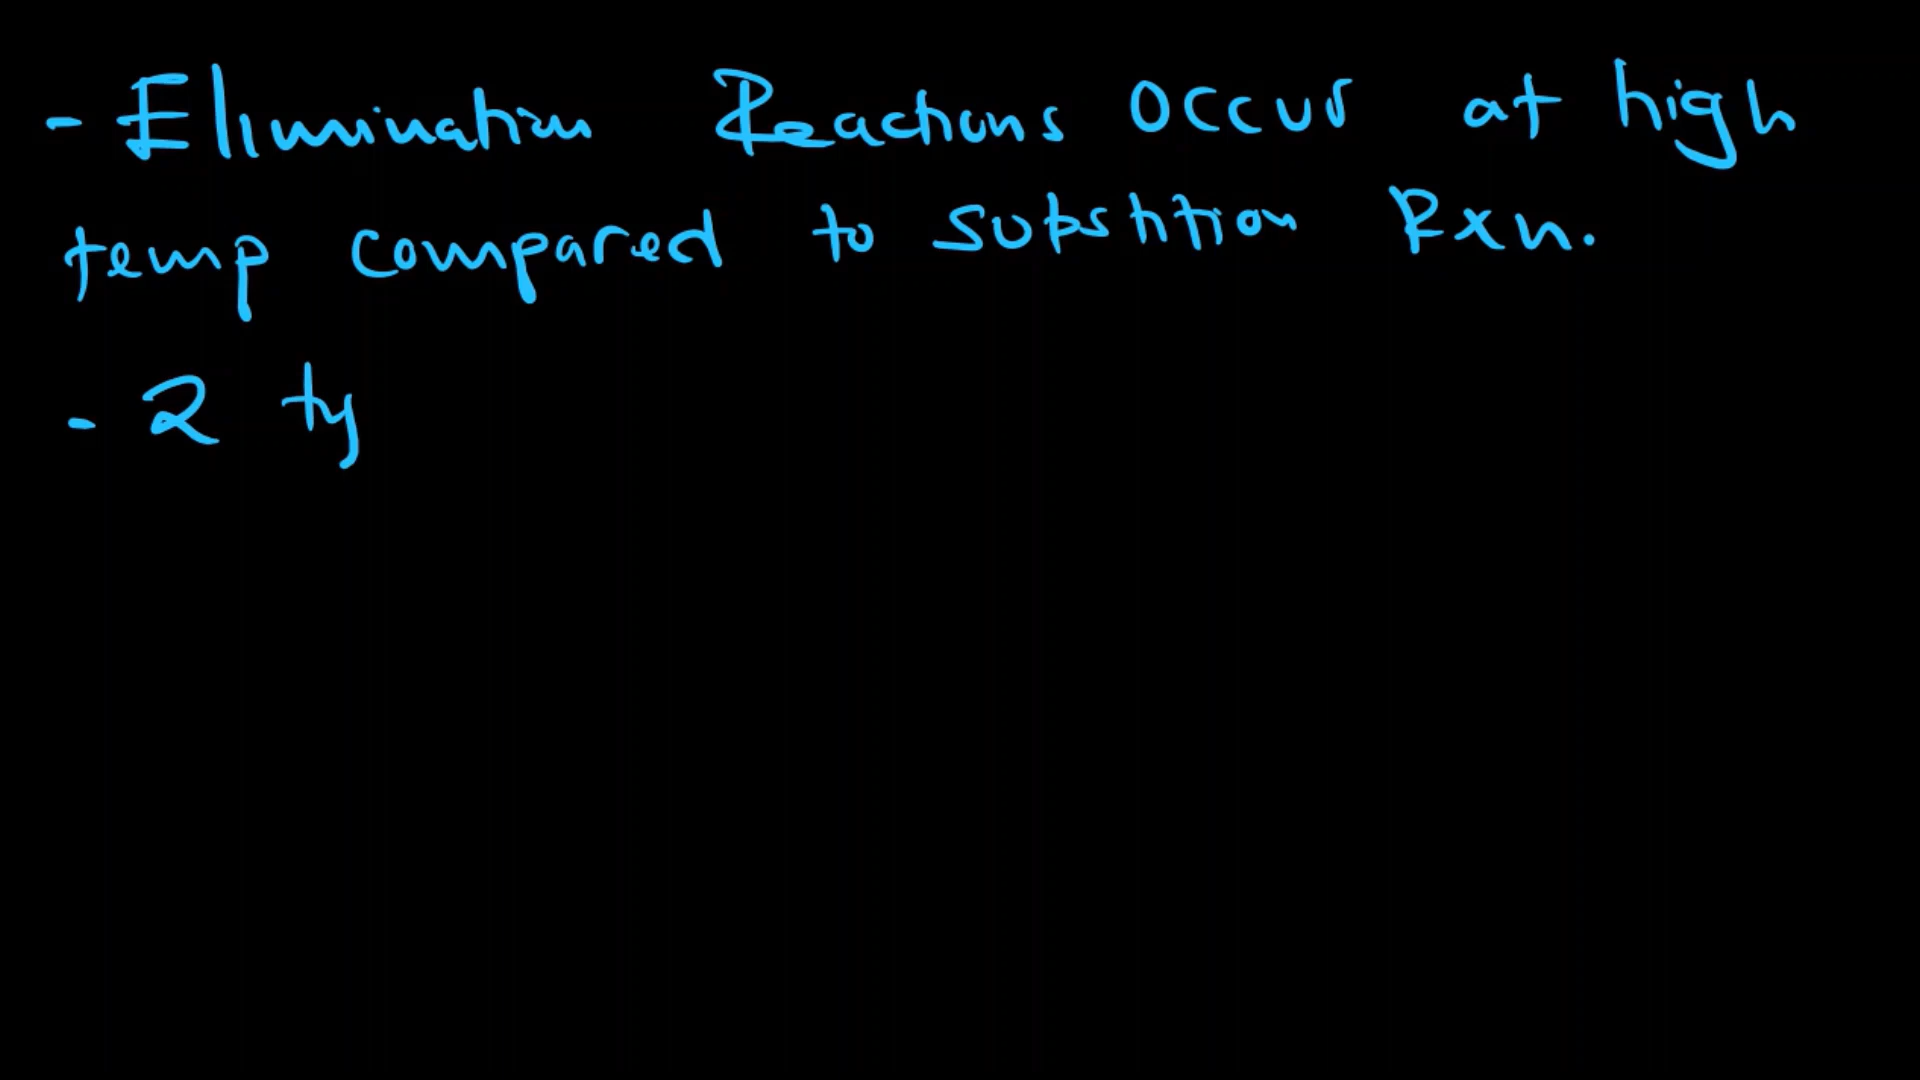 - Elimination Reactions Occur at high
temp compared to substition Rxn.
- 2 ty